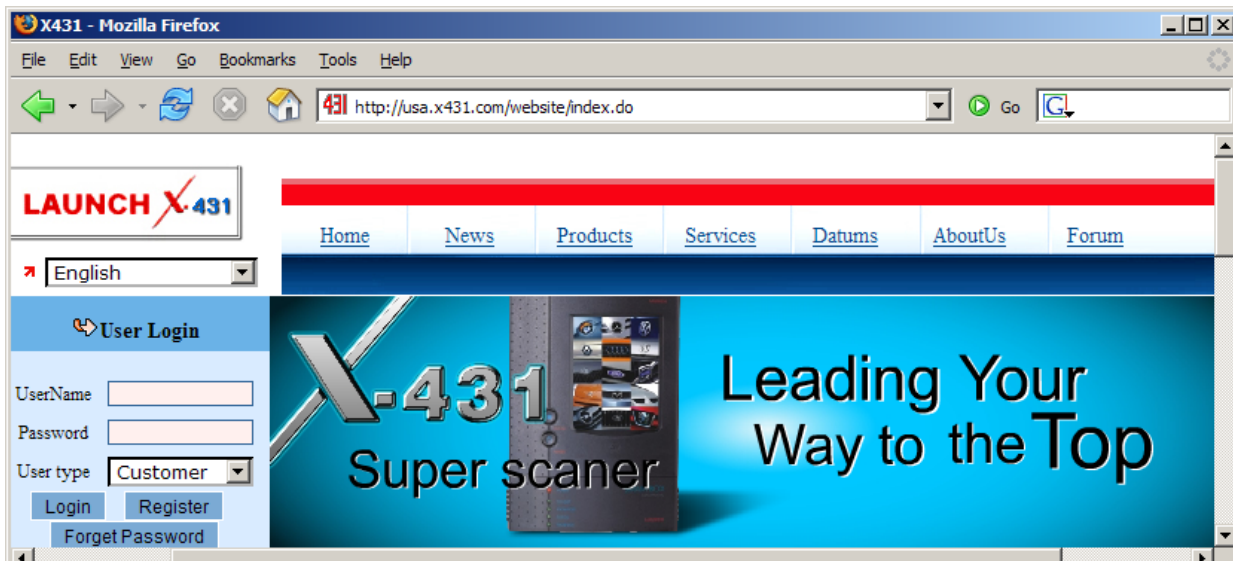 X431 - Mozilla Firefox
File Edit View Go Bookmarks Tools Help
431 http://usa.x431.com/website/index.do Go G
LAUNCH X-431
Home News Products Services Datums AboutUs Forum
English
User Login
UserName
Password
User type Customer
Login Register
Forget Password
X-431
Super scaner
Leading Your
Way to the Top